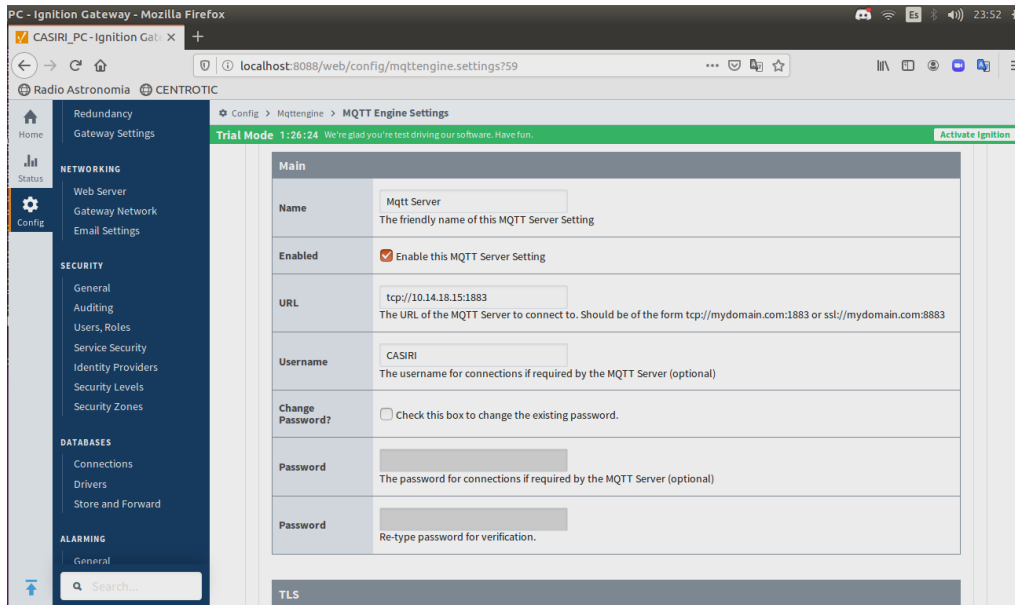 PC - Ignition Gateway - Mozilla Firefox
Es
23:52
CASIRI_PC - Ignition Gat
localhost:8088/web/config/mqttengine.settings?59
Radio Astronomia
CENTROTIC
Home
Status
Config
Redundancy
Gateway Settings
NETWORKING
Web Server
Gateway Network
Email Settings
SECURITY
General
Auditing
Users, Roles
Service Security
Identity Providers
Security Levels
Security Zones
DATABASES
Connections
Drivers
Store and Forward
ALARMING
General
Search...
Config > Mqttengine > MQTT Engine Settings
Trial Mode 1:26:24 We're glad you're test driving our software. Have fun.
Activate Ignition
Main
Name
Mqtt Server
The friendly name of this MQTT Server Setting
Enabled
Enable this MQTT Server Setting
URL
tcp://10.14.18.15:1883
The URL of the MQTT Server to connect to. Should be of the form tcp://mydomain.com:1883 or ssl://mydomain.com:8883
Username
CASIRI
The username for connections if required by the MQTT Server (optional)
Change
Password?
Check this box to change the existing password.
Password
The password for connections if required by the MQTT Server (optional)
Password
Re-type password for verification.
TLS